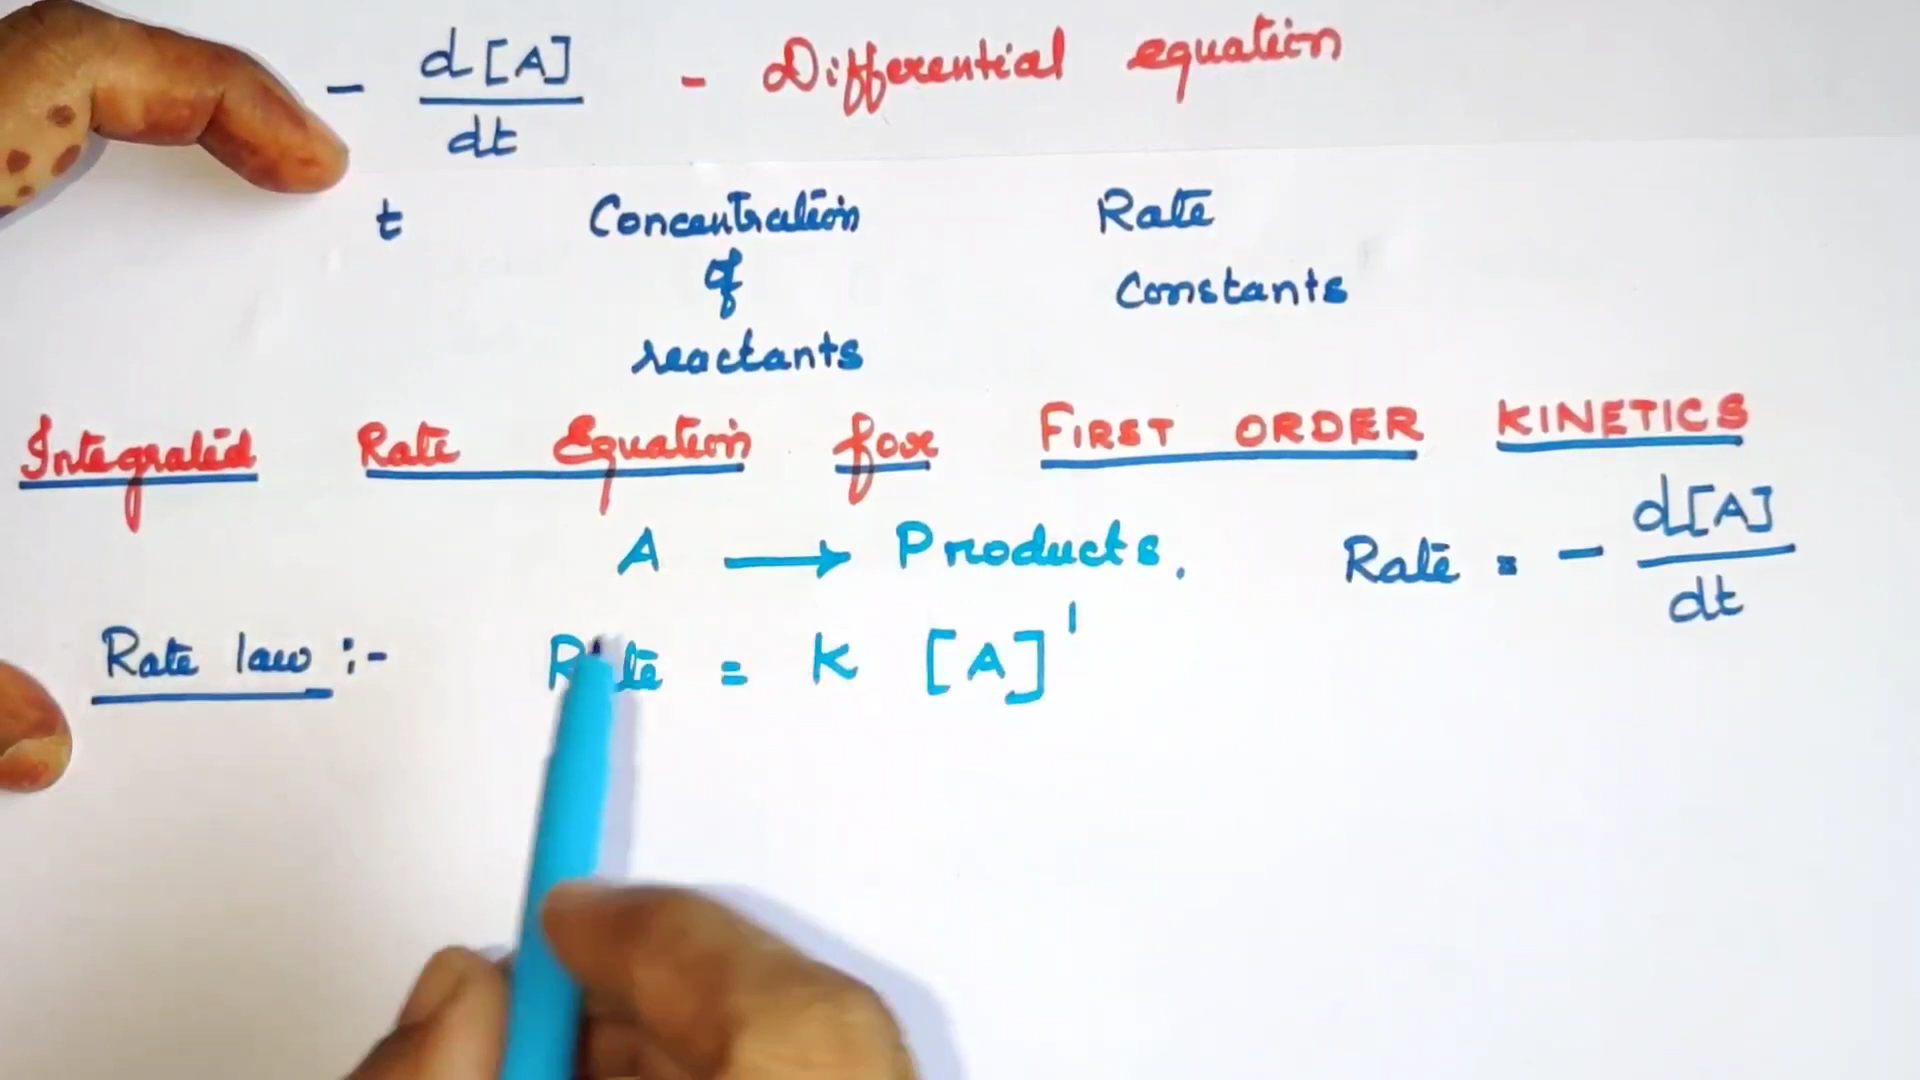 - d[A]/dt - Differential equation
t Concentration Rate
of constants
reactants
Integrated Rate Equation for FIRST ORDER KINETICS
A → Products. Rate = - d[A]/dt
Rate law :- Rate = K [A]¹